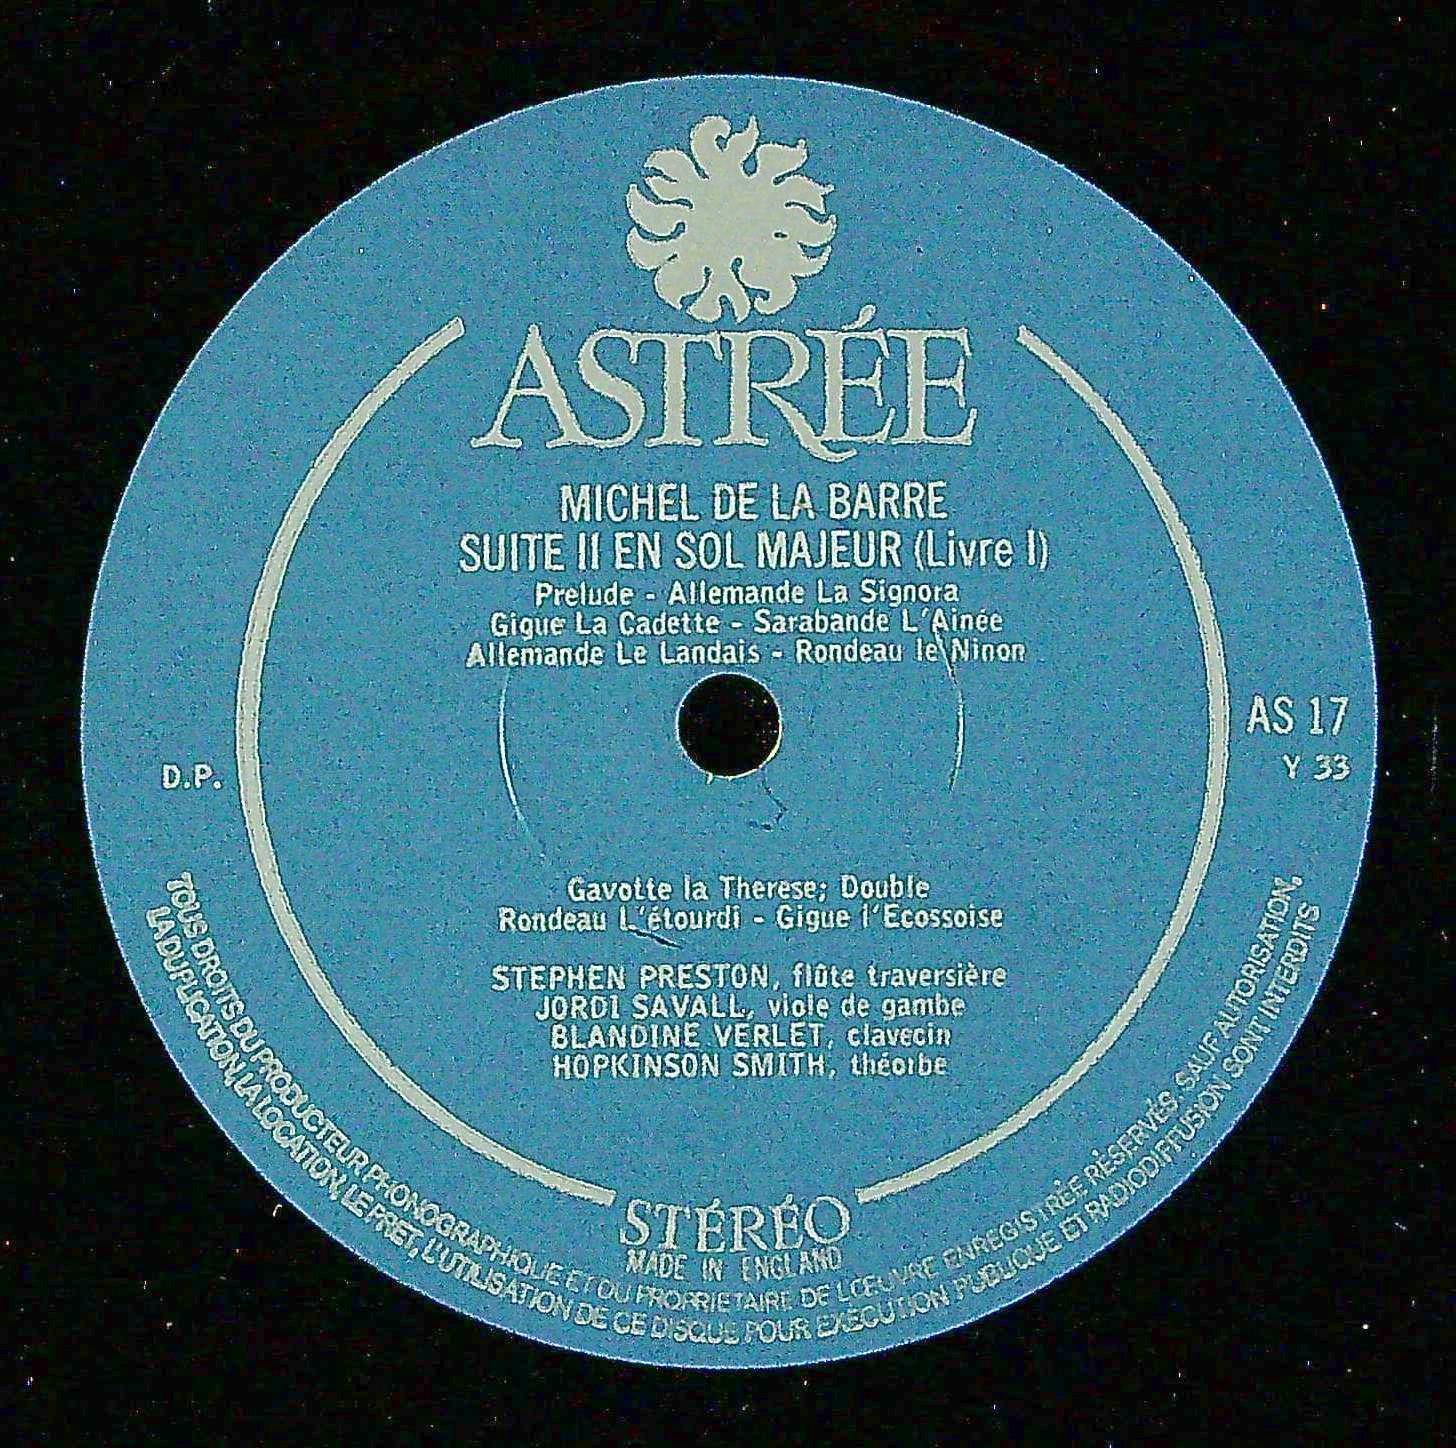 ASTRÉE
MICHEL DE LA BARRE
SUITE II EN SOL MAJEUR (Livre I)
Prelude - Allemande La Signora
Gigue La Cadette - Sarabande L'Ainée
Allemande Le Landais - Rondeau le Ninon
AS 17
Y 33
D.P.
Gavotte la Therese; Double
Rondeau L'étourdi - Gigue l'Ecossoise
STEPHEN PRESTON, flûte traversière
JORDI SAVALL, viole de gambe
BLANDINE VERLET, clavecin
HOPKINSON SMITH, théorbe
STÉRÉO
MADE IN ENGLAND
TOUS DROITS DU PRODUCTEUR PHONOGRAPHIQUE ET DU PROPRIETAIRE DE L'ŒUVRE ENREGISTRÉE RÉSERVÉS. SAUF AUTORISATION,
LA DUPLICATION, LA LOCATION, LE PRET, L'UTILISATION DE CE DISQUE POUR EXÉCUTION PUBLIQUE ET RADIODIFFUSION SONT INTERDITS